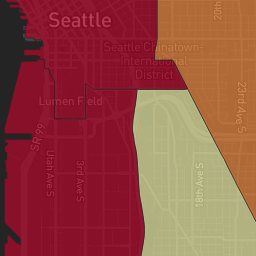 Seattle
20th
Seattle Chinatown-
International
District
Lumen Field
23rd Ave S
SR 99
Utah Ave S
3rd Ave S
18th Ave S